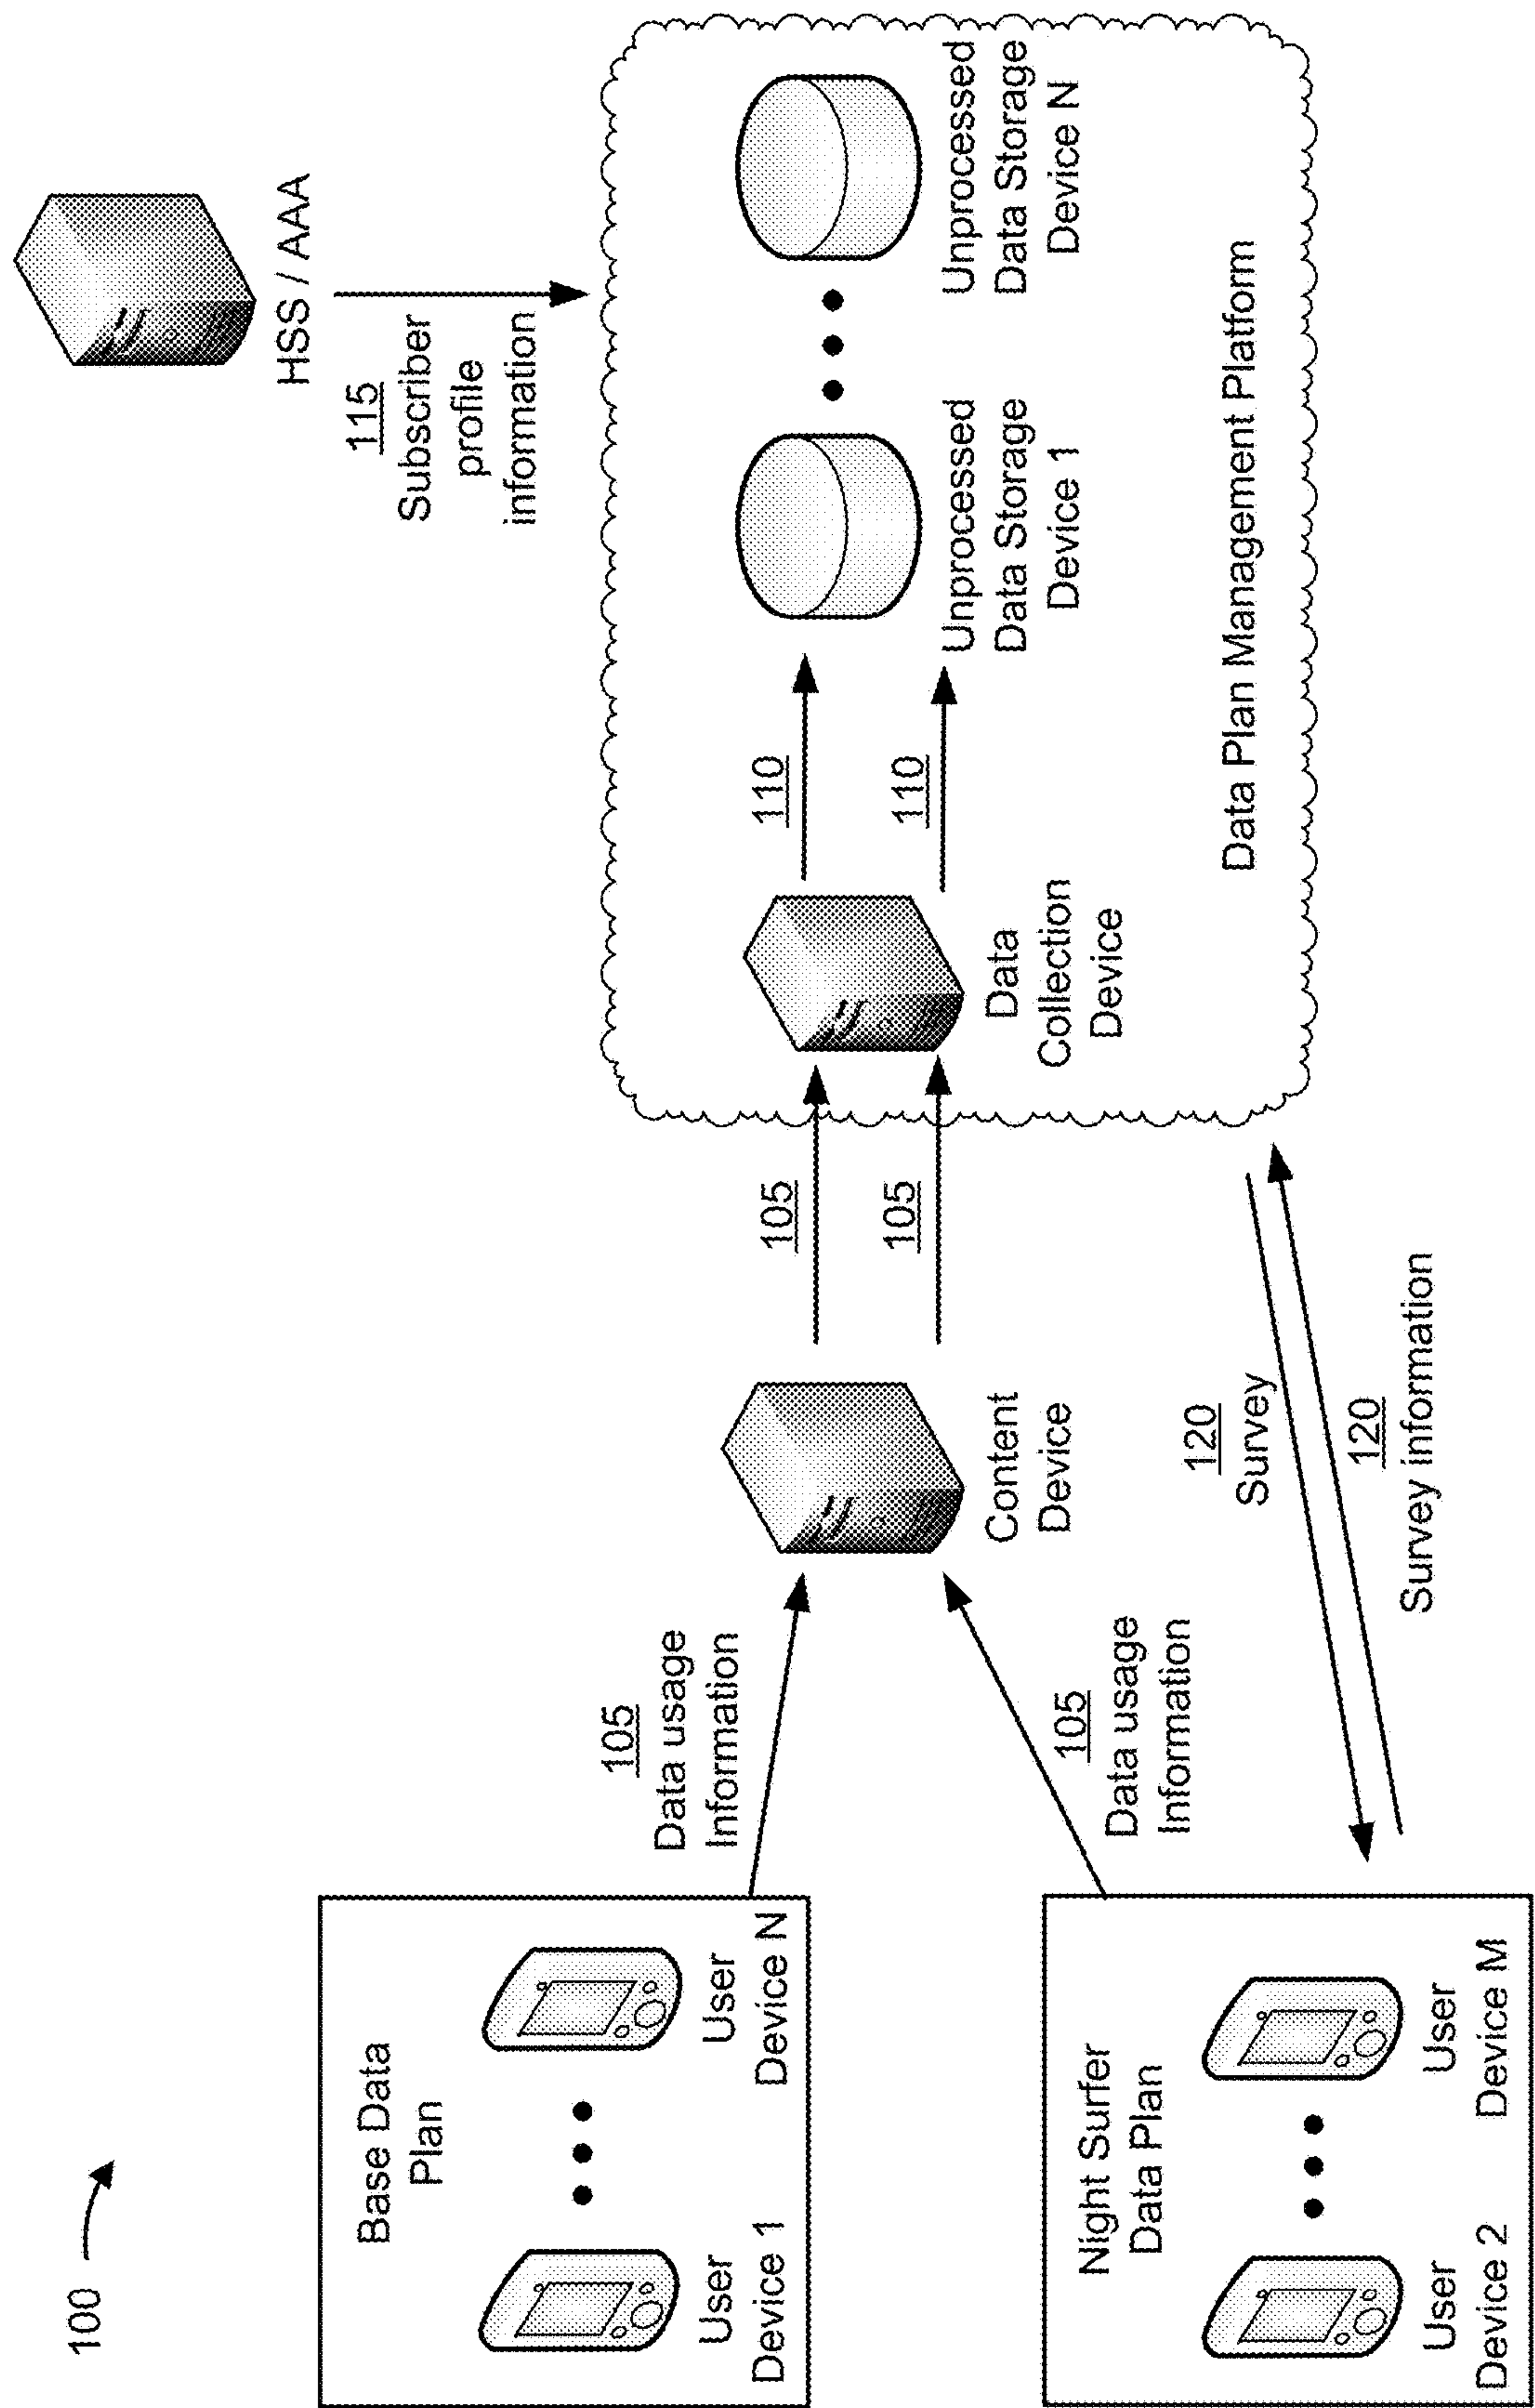 100
Base Data
Plan
User
Device 1
User
Device N
105
Data usage
Information
Night Surfer
Data Plan
User
Device 2
User
Device M
105
Data usage
Information
Content
Device
105
105
Data
Collection
Device
110
110
Unprocessed
Data Storage
Device 1
Unprocessed
Data Storage
Device N
Data Plan Management Platform
HSS / AAA
115
Subscriber
profile
information
120
Survey
120
Survey information